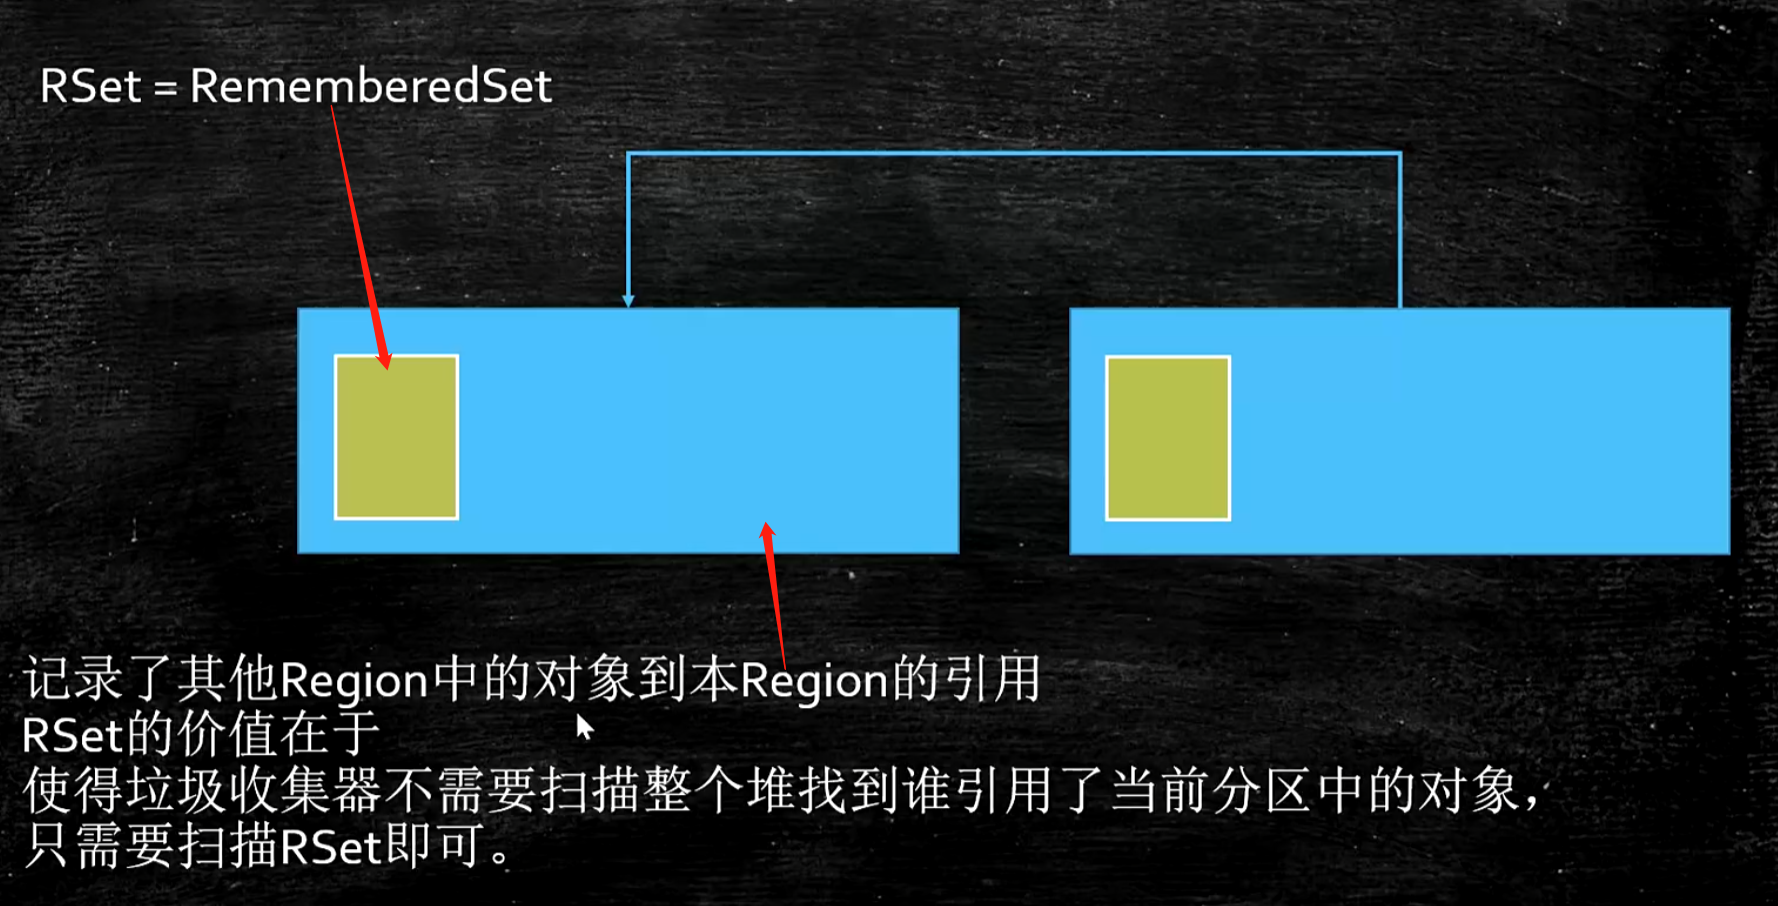 RSet = RememberedSet
记录了其他Region中的对象到本Region的引用
RSet的价值在于
使得垃圾收集器不需要扫描整个堆找到谁引用了当前分区中的对象，
只需要扫描RSet即可。